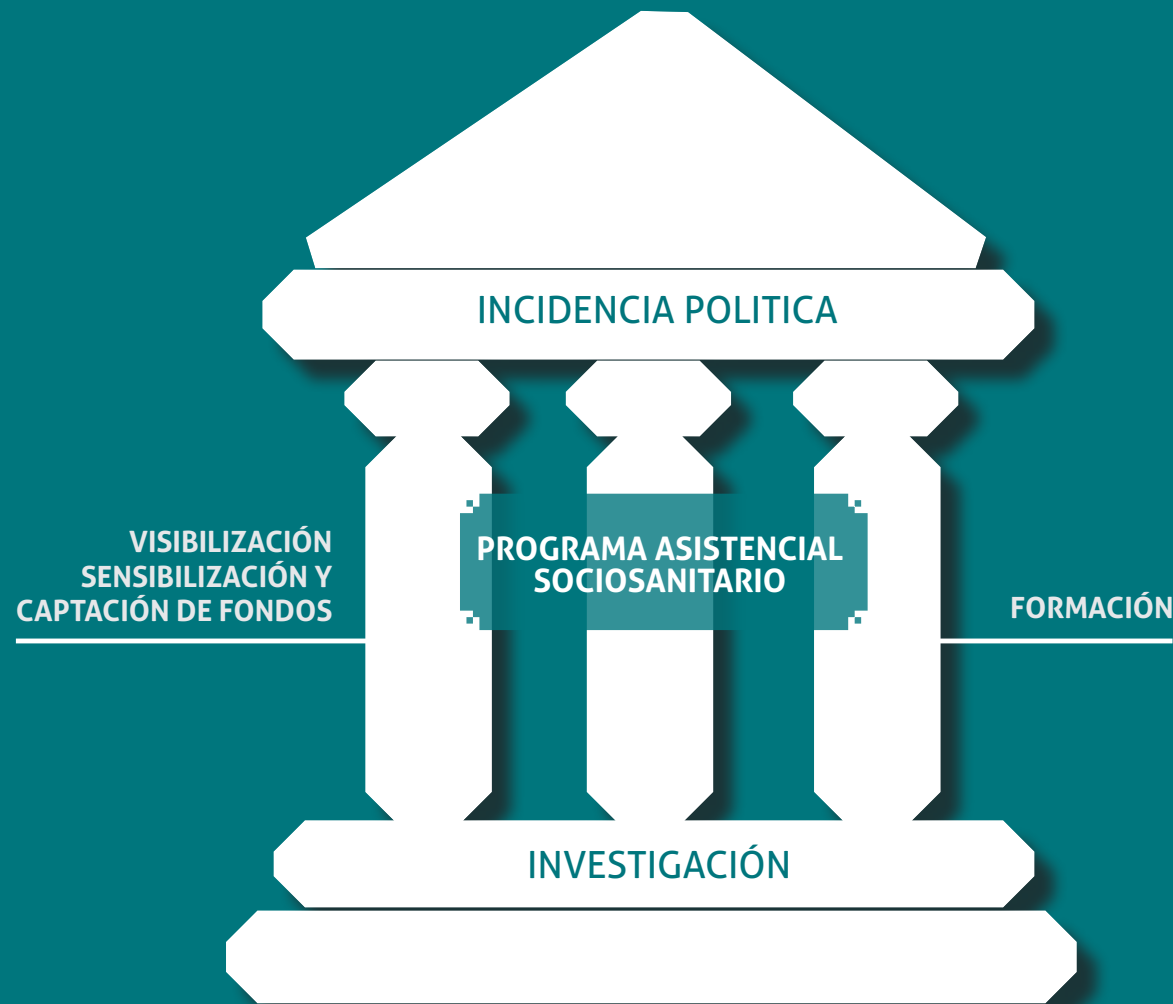 INCIDENCIA POLITICA
VISIBILIZACIÓN
SENSIBILIZACIÓN Y
CAPTACIÓN DE FONDOS
PROGRAMA ASISTENCIAL
SOCIOSANITARIO
FORMACIÓN
INVESTIGACIÓN